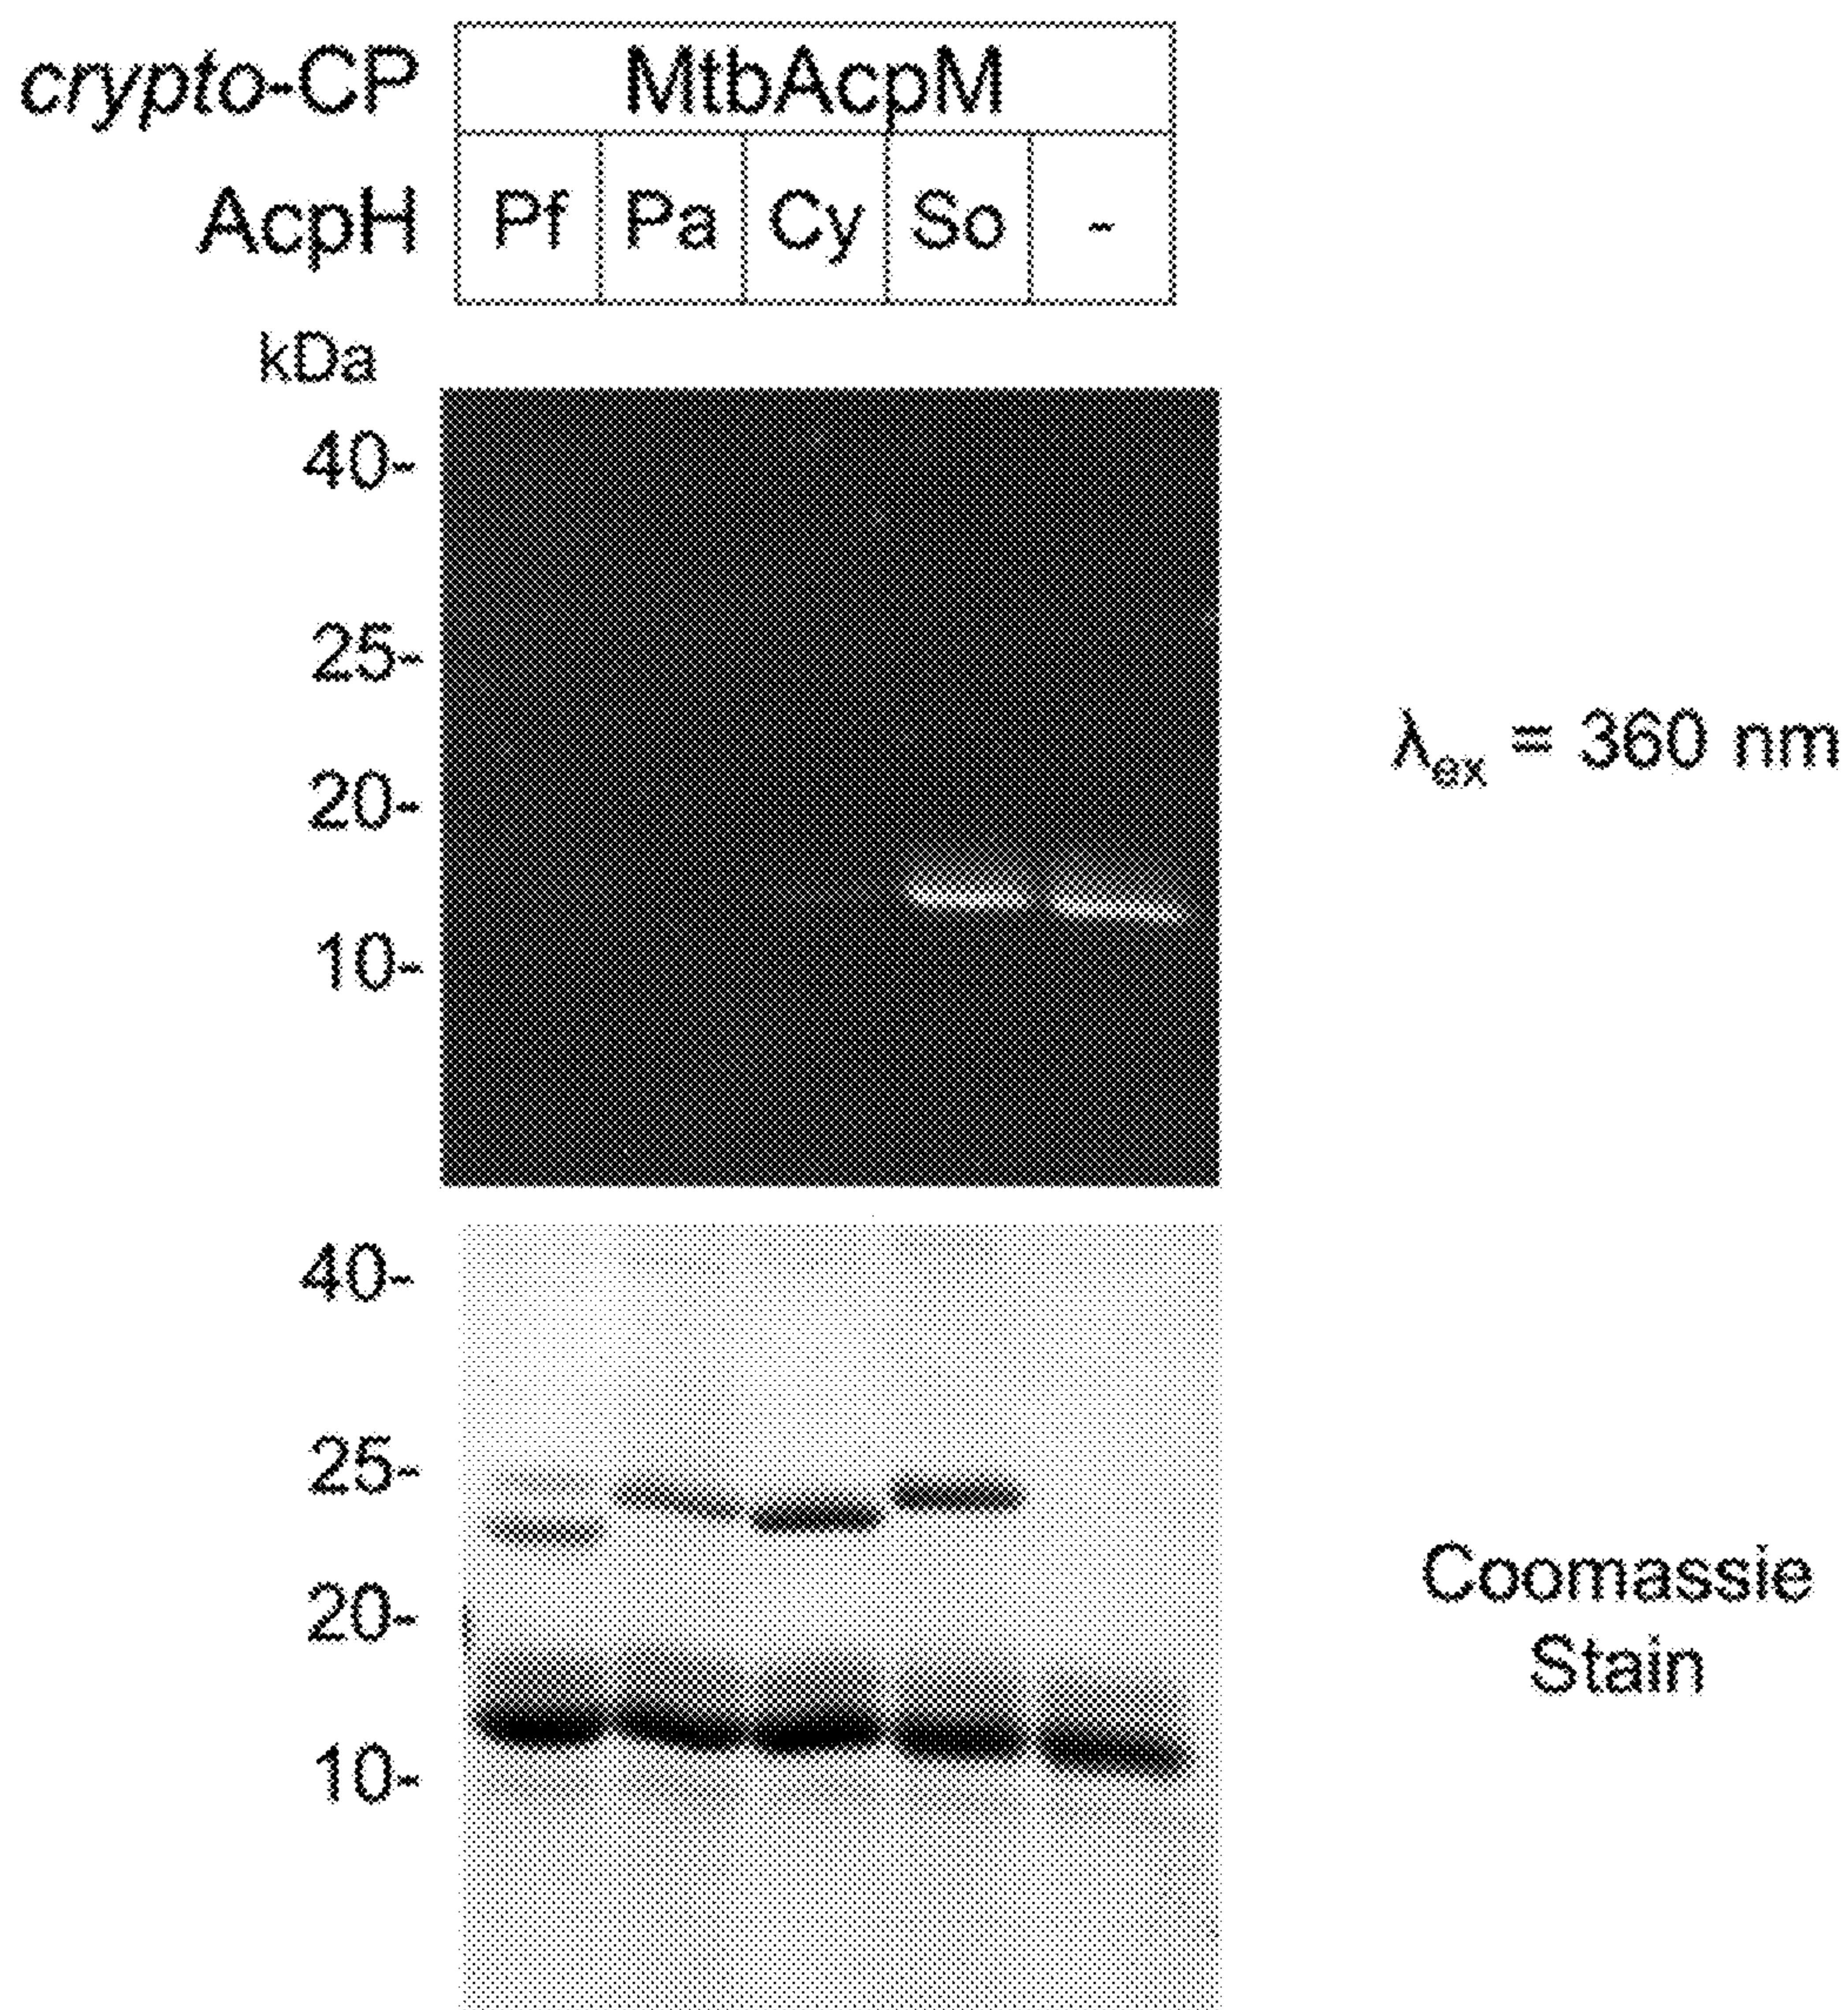 crypto-CP MtbAcpM
AcpH Pf Pa Cy So -
kDa
40-
25-
20-
10-
λex = 360 nm
40-
25-
20-
10-
Coomassie
Stain